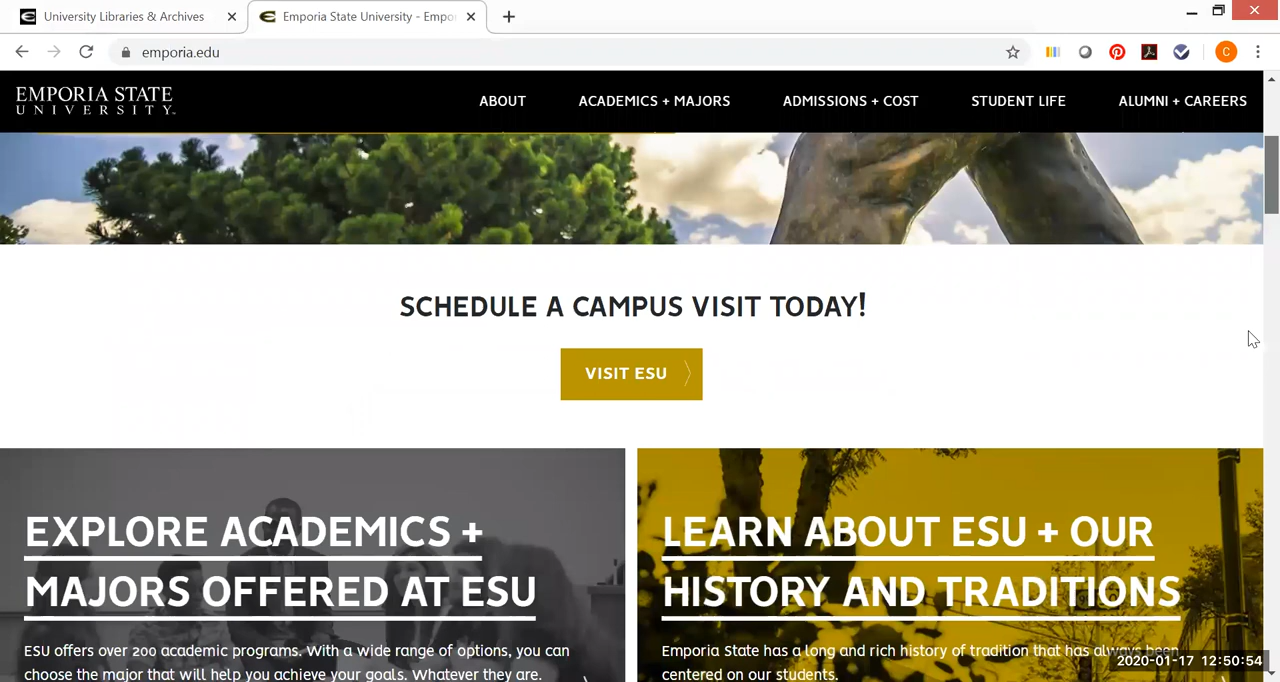 University Libraries & Archives
Emporia State University - Empo
emporia.edu
C
EMPORIA STATE
UNIVERSITY
ABOUT
ACADEMICS + MAJORS
ADMISSIONS + COST
STUDENT LIFE
ALUMNI + CAREERS
SCHEDULE A CAMPUS VISIT TODAY!
VISIT ESU
EXPLORE ACADEMICS +
MAJORS OFFERED AT ESU
ESU offers over 200 academic programs. With a wide range of options, you can
choose the major that will help you achieve your goals. Whatever they are.
LEARN ABOUT ESU + OUR
HISTORY AND TRADITIONS
Emporia State has a long and rich history of tradition that has always been
centered on our students.
2020-01-17 12:50:54